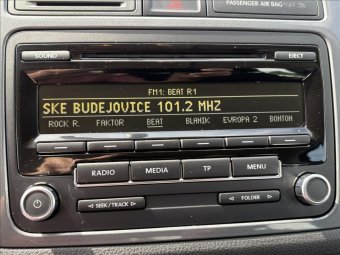 PASSENGER AIR BAG OFF
SOUND
EJECT
FM1: BEAT R1
SKE BUDEJOVICE 101.2 MHZ
ROCK R. FAKTOR BEAT BLANIK EVROPA 2 BONTON
RADIO MEDIA TP MENU
SEEK/TRACK FOLDER